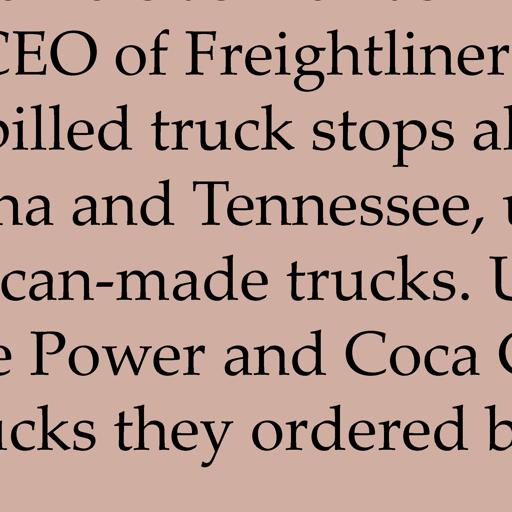 CEO of Freightliner
billed truck stops al
na and Tennessee, u
can-made trucks. U
e Power and Coca C
ucks they ordered b